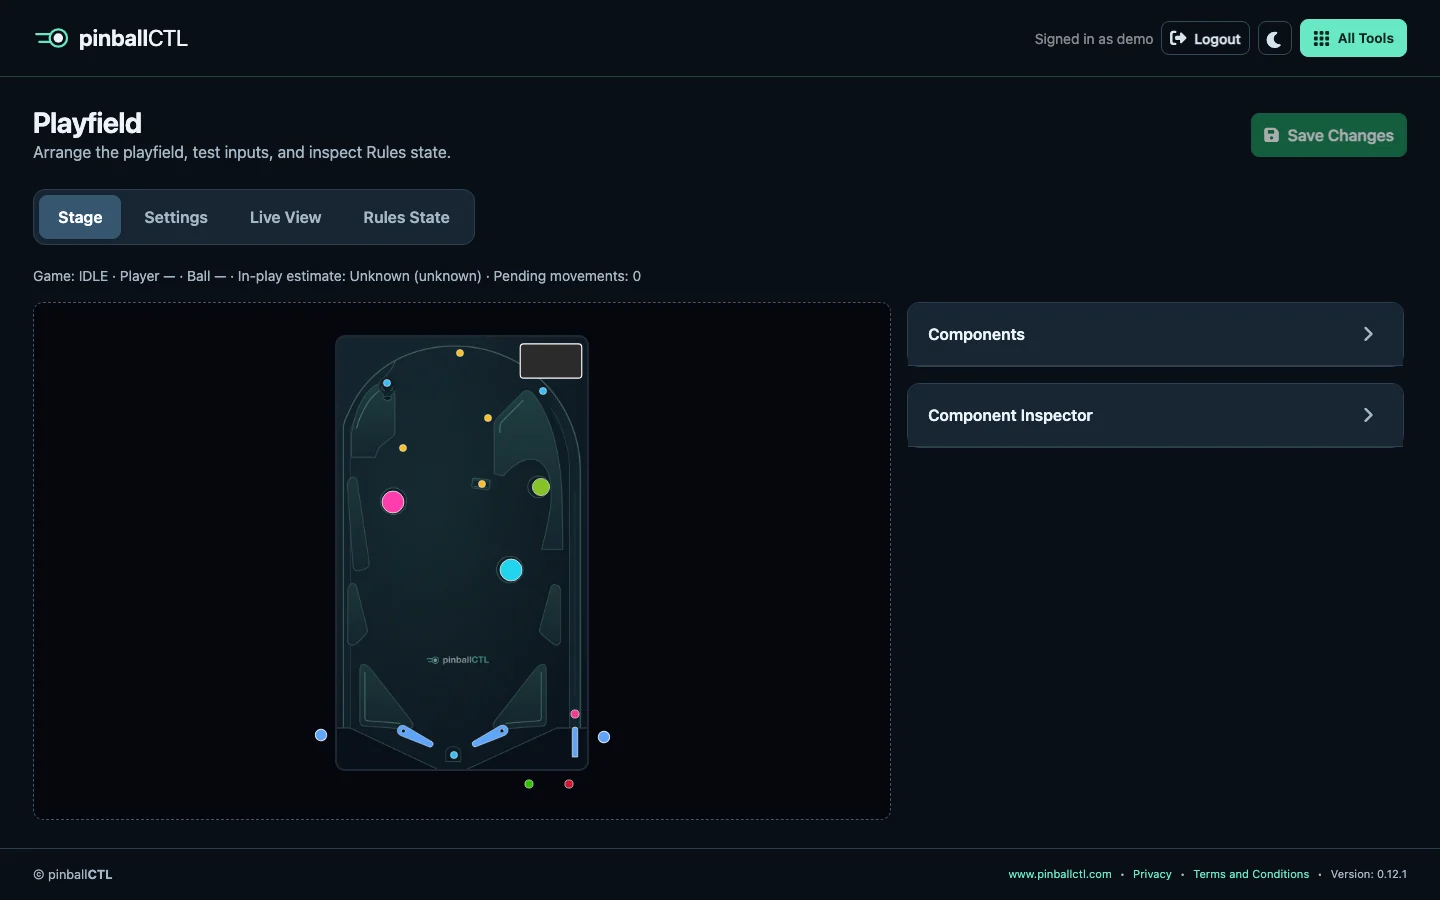 pinballCTL
Signed in as demo
Logout
All Tools
Playfield
Arrange the playfield, test inputs, and inspect Rules state.
Save Changes
Stage
Settings
Live View
Rules State
Game: IDLE · Player — · Ball — · In-play estimate: Unknown (unknown) · Pending movements: 0
Components
Component Inspector
pinballCTL
© pinballCTL
www.pinballctl.com • Privacy • Terms and Conditions • Version: 0.12.1